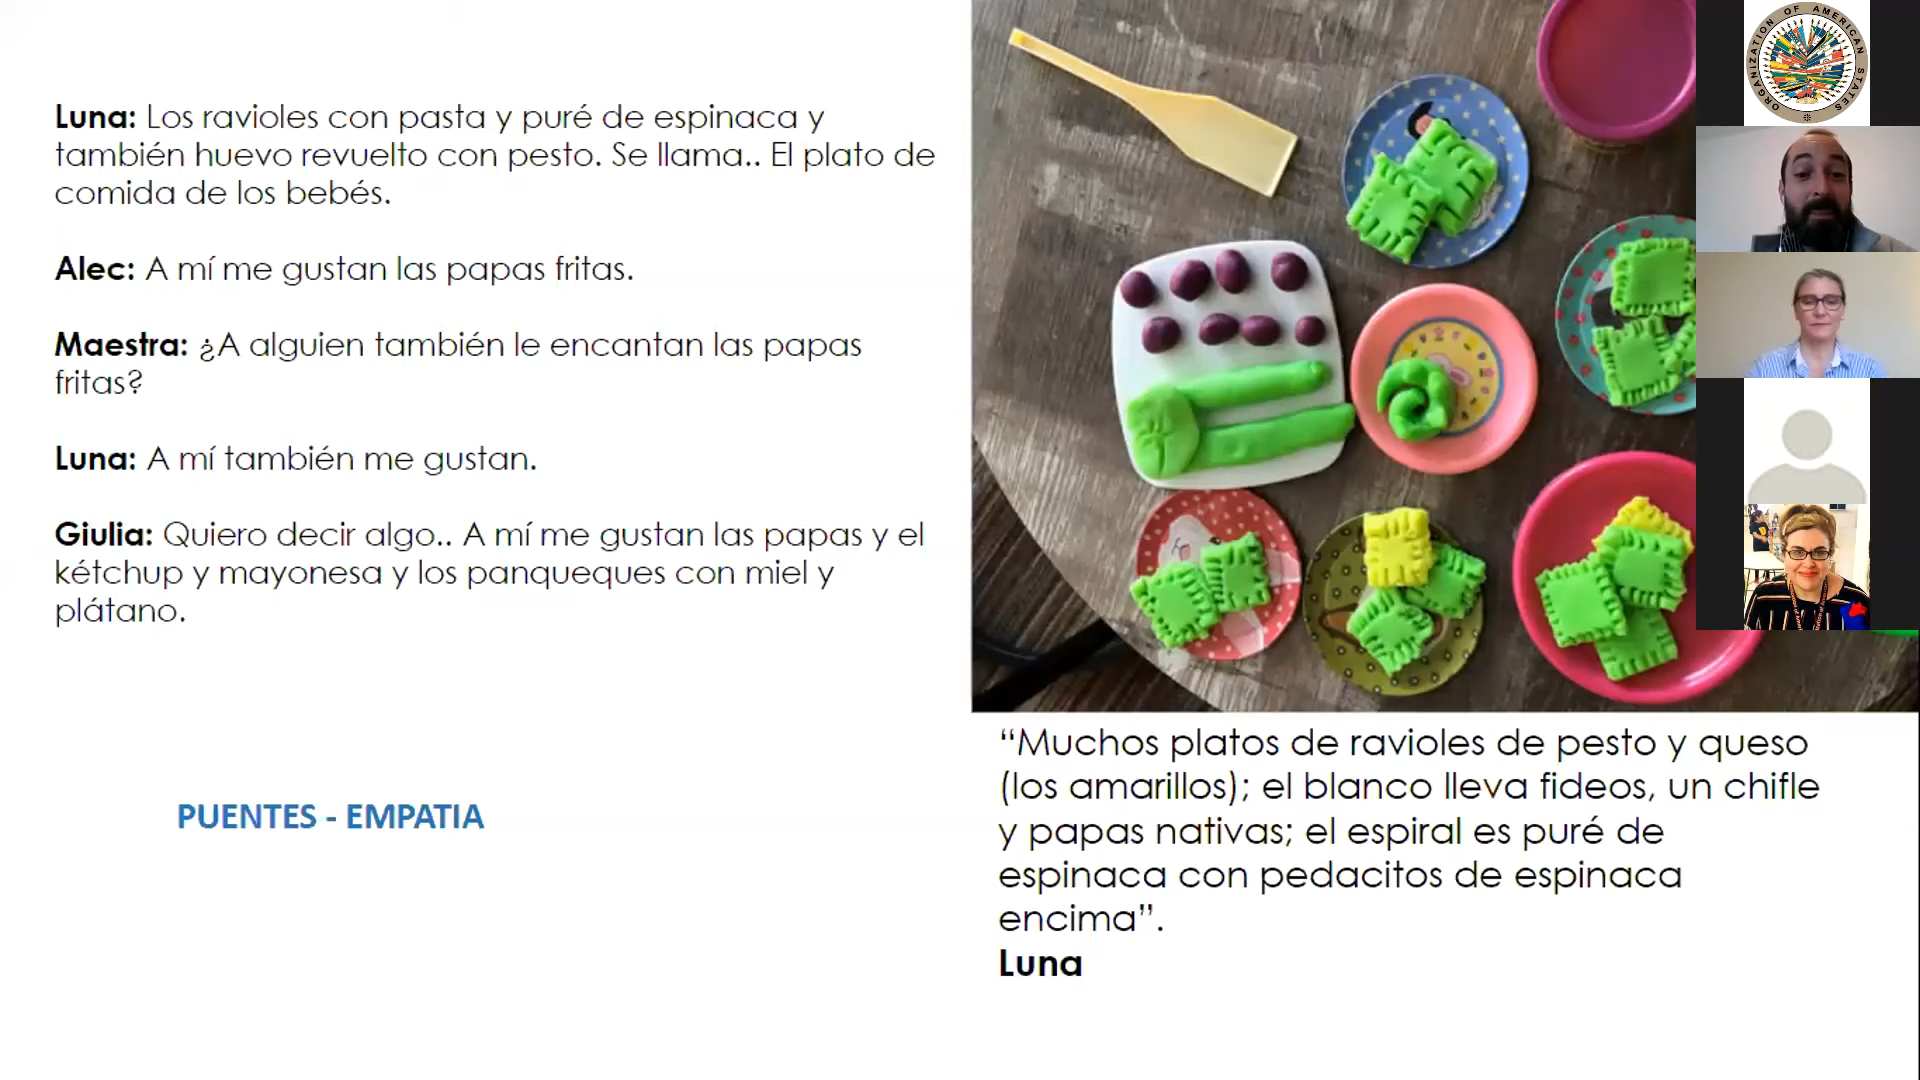 Luna: Los ravioles con pasta y puré de espinaca y
también huevo revuelto con pesto. Se llama.. El plato de
comida de los bebés.
Alec: A mí me gustan las papas fritas.
Maestra: ¿A alguien también le encantan las papas
fritas?
Luna: A mí también me gustan.
Giulia: Quiero decir algo.. A mí me gustan las papas y el
kétchup y mayonesa y los panqueques con miel y
plátano.
PUENTES - EMPATIA
“Muchos platos de ravioles de pesto y queso
(los amarillos); el blanco lleva fideos, un chifle
y papas nativas; el espiral es puré de
espinaca con pedacitos de espinaca
encima”.
Luna
ORGANIZATION OF AMERICAN STATES